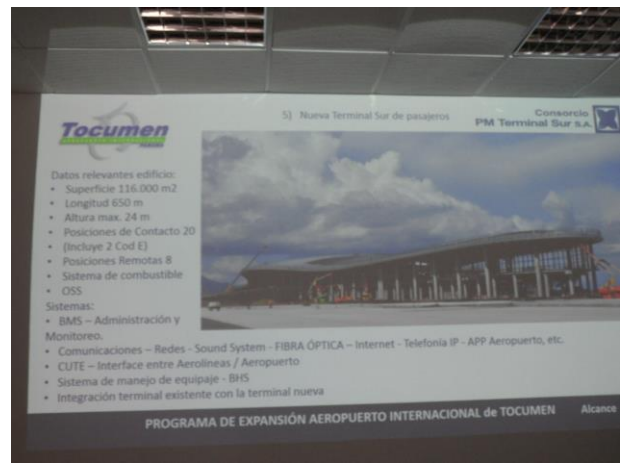 Tocumen
5) Nueva Terminal Sur de pasajeros
Consorcio
PM Terminal Sur S.A.
Datos relevantes edificio:
• Superficie 116.000 m2
• Longitud 650 m
• Altura max. 24 m
• Posiciones de Contacto 20
• (Incluye 2 Cod E)
• Posiciones Remotas 8
• Sistema de combustible
• OSS
Sistemas:
• BMS – Administración y
Monitoreo.
• Comunicaciones – Redes - Sound System - FIBRA ÓPTICA – Internet - Telefonía IP - APP Aeropuerto, etc.
• CUTE – Interface entre Aerolíneas / Aeropuerto
• Sistema de manejo de equipaje - BHS
• Integración terminal existente con la terminal nueva
PROGRAMA DE EXPANSIÓN AEROPUERTO INTERNACIONAL de TOCUMEN
Alcance